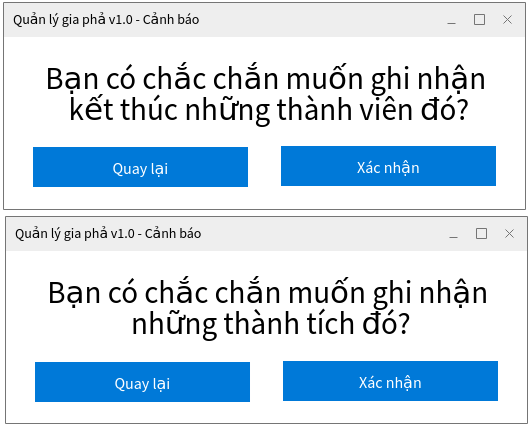 Quản lý gia phả v1.0 - Cảnh báo
Bạn có chắc chắn muốn ghi nhận
kết thúc những thành viên đó?
Quay lại
Xác nhận
Quản lý gia phả v1.0 - Cảnh báo
Bạn có chắc chắn muốn ghi nhận
những thành tích đó?
Quay lại
Xác nhận